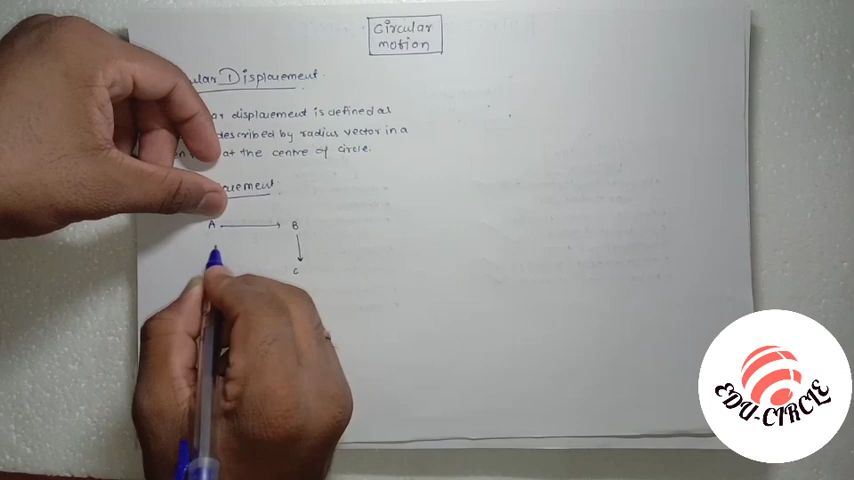 Circular
motion
ular Displacement
ar displacement is defined as
described by radius vector in a
at the centre of circle.
acement
A B
C
EDU-CIRCLE